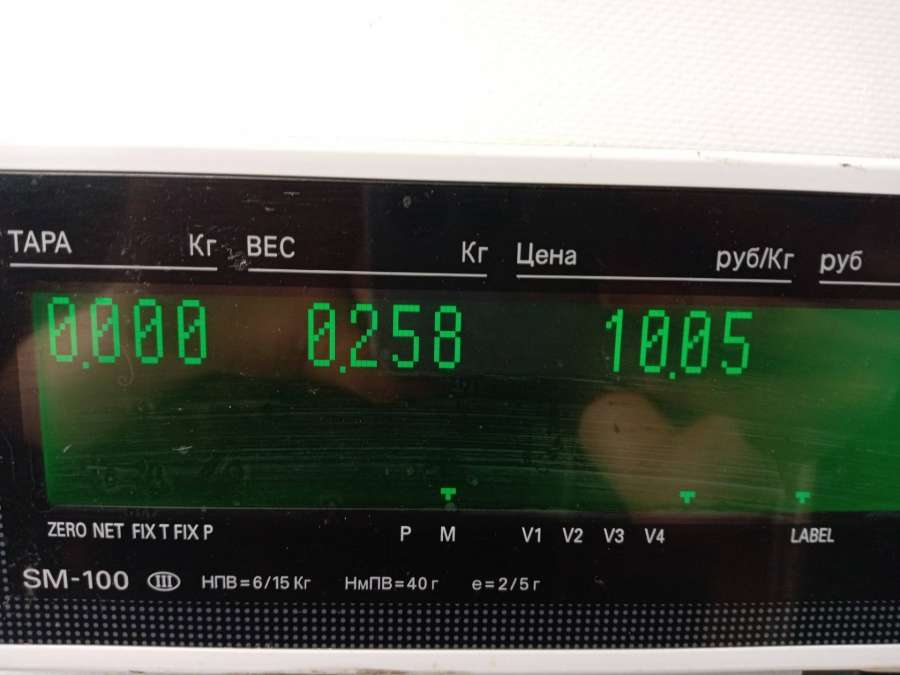 ТАРА Кг ВЕС Кг Цена руб/Кг руб
0.000 0.258 10.05
ZERO NET FIX T FIX P P M V1 V2 V3 V4 LABEL
SM-100 III НПВ=6/15 Кг НмПВ=40 г e=2/5 г